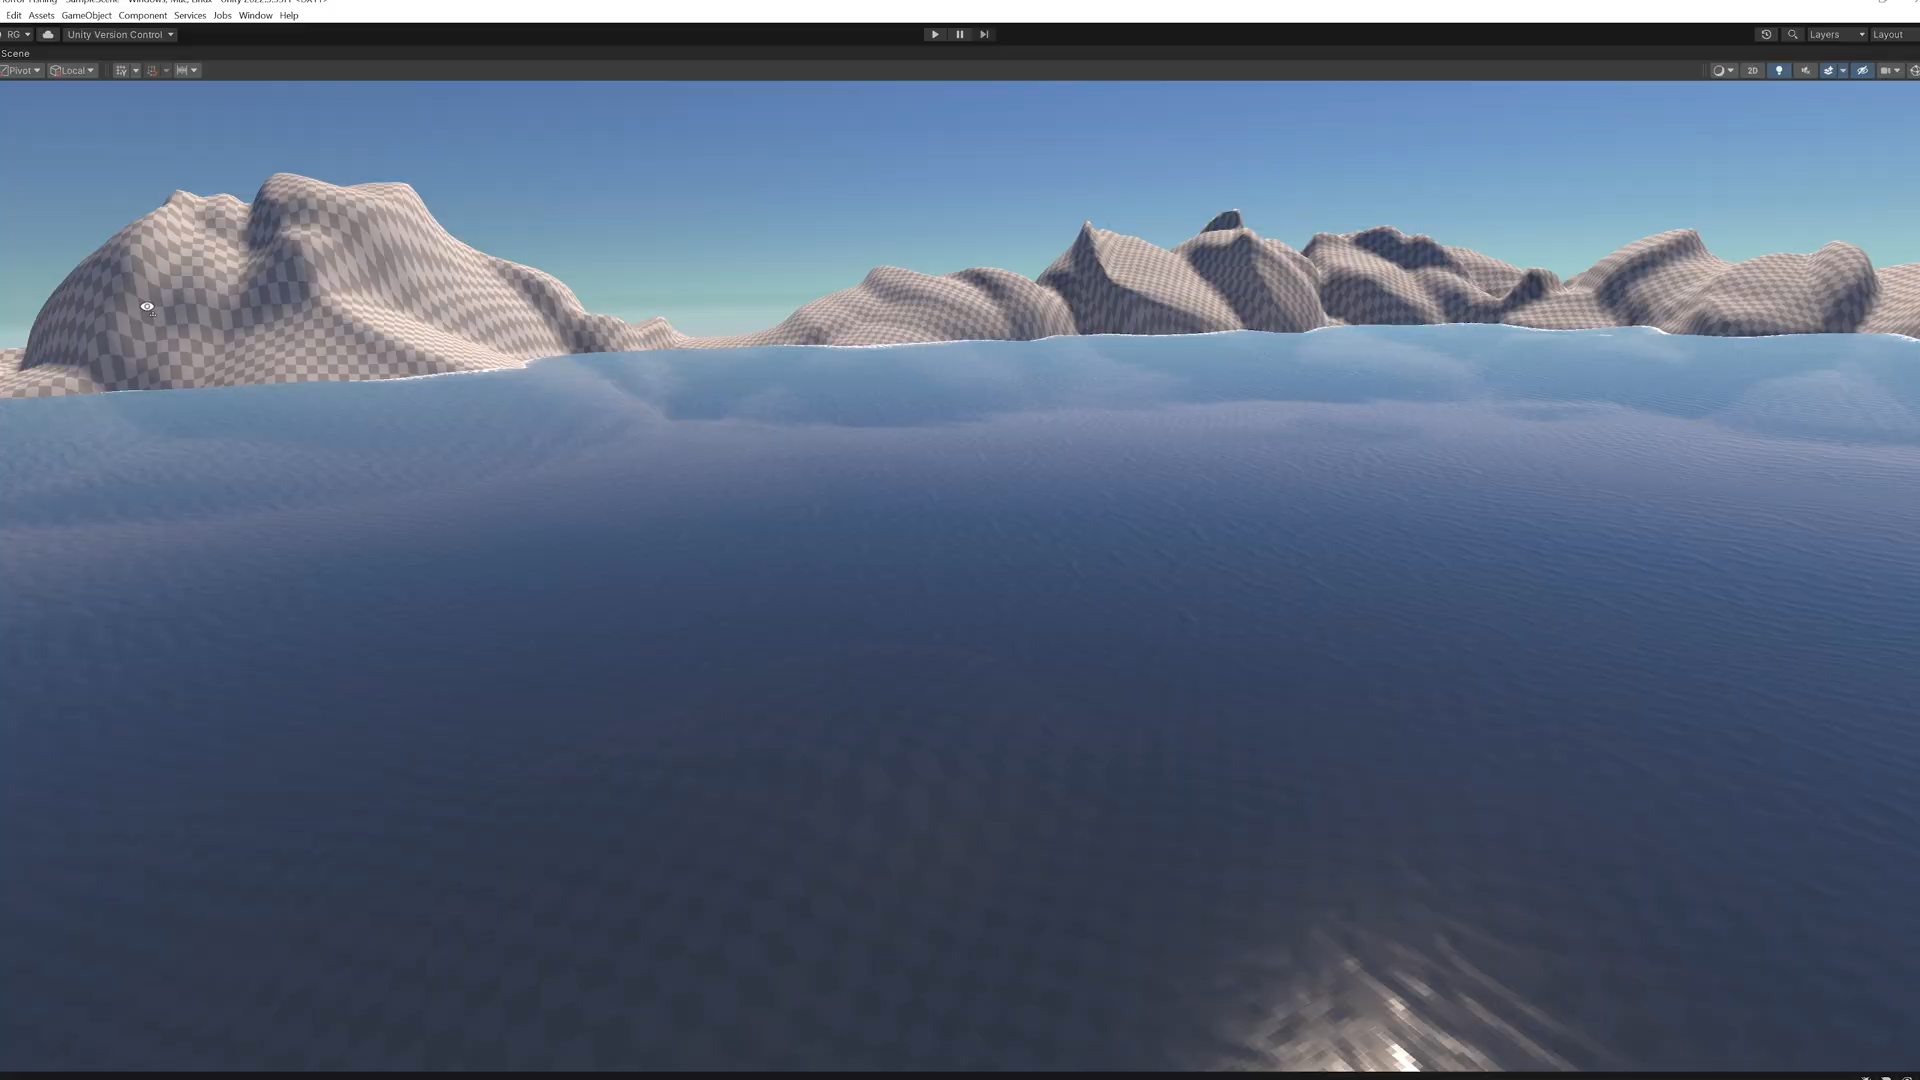 Edit Assets GameObject Component Services Jobs Window Help
RG Unity Version Control Layers Layout
Scene
Pivot Local 2D